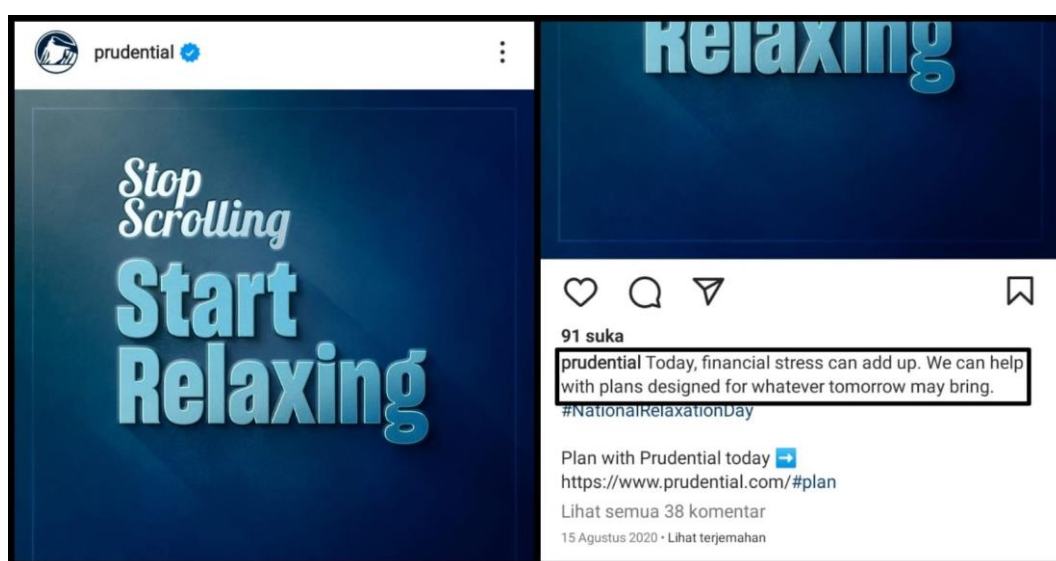 prudential
Stop
Scrolling
Start
Relaxing
Relaxing
91 suka
prudential Today, financial stress can add up. We can help
with plans designed for whatever tomorrow may bring.
#NationalRelaxationDay
Plan with Prudential today ➡️
https://www.prudential.com/#plan
Lihat semua 38 komentar
15 Agustus 2020 • Lihat terjemahan